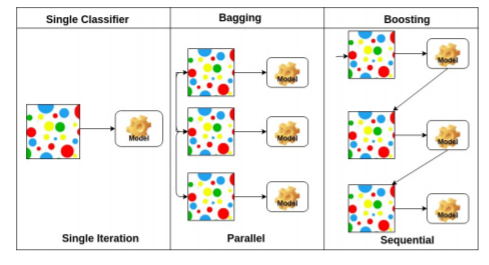 Single Classifier
Bagging
Boosting
Model
Model
Model
Model
Model
Model
Model
Single Iteration
Parallel
Sequential